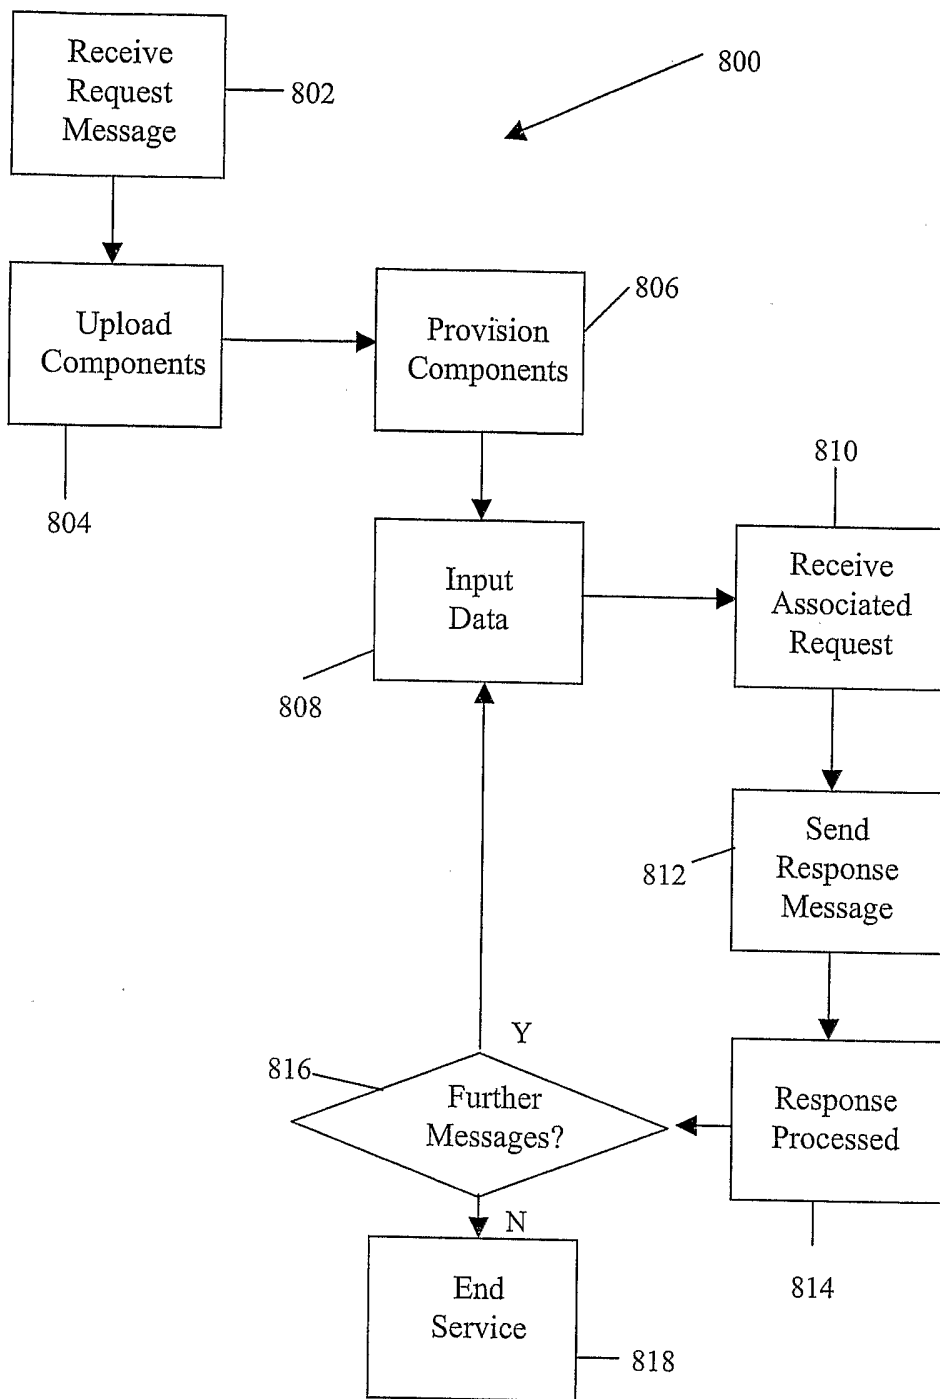 Receive
Request
Message
802
800
Upload
Components
804
Provision
Components
806
Input
Data
808
810
Receive
Associated
Request
Send
Response
Message
812
Response
Processed
814
816
Further
Messages?
Y
N
End
Service
818